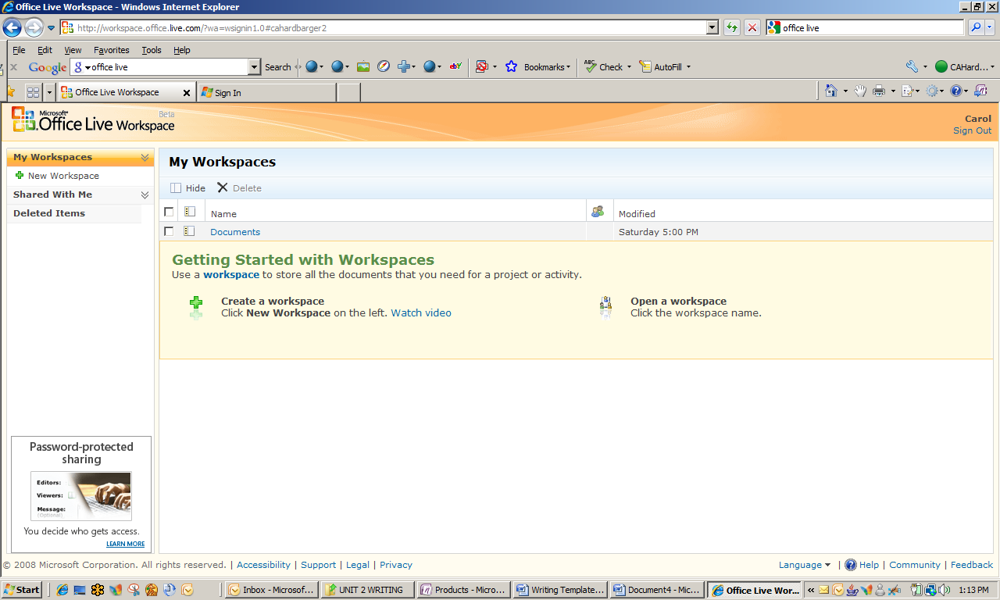 Office Live Workspace - Windows Internet Explorer
http://workspace.office.live.com/?wa=wsignin1.0#cahardbarger2
office live
File Edit View Favorites Tools Help
Google office live Search Bookmarks Check AutoFill CAHard...
Office Live Workspace Sign In
Microsoft® Office Live Workspace Beta
Carol
Sign Out
My Workspaces
New Workspace
Shared With Me
Deleted Items
My Workspaces
Hide Delete
Name Modified
Documents Saturday 5:00 PM
Getting Started with Workspaces
Use a workspace to store all the documents that you need for a project or activity.
Create a workspace
Click New Workspace on the left. Watch video
Open a workspace
Click the workspace name.
Password-protected
sharing
Editors:
Viewers:
Message:
(Optional)
You decide who gets access.
LEARN MORE
© 2008 Microsoft Corporation. All rights reserved. | Accessibility | Support | Legal | Privacy
Language | Help | Community | Feedback
Start Inbox - Microsof... UNIT 2 WRITING Products - Micro... Writing Template... Document4 - Mic... Office Live Wor... « 1:13 PM